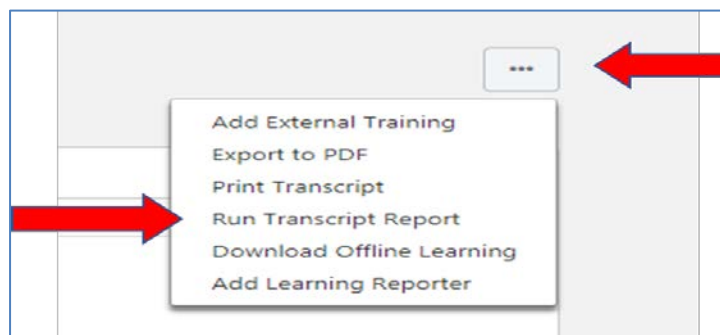 ...
Add External Training
Export to PDF
Print Transcript
Run Transcript Report
Download Offline Learning
Add Learning Reporter